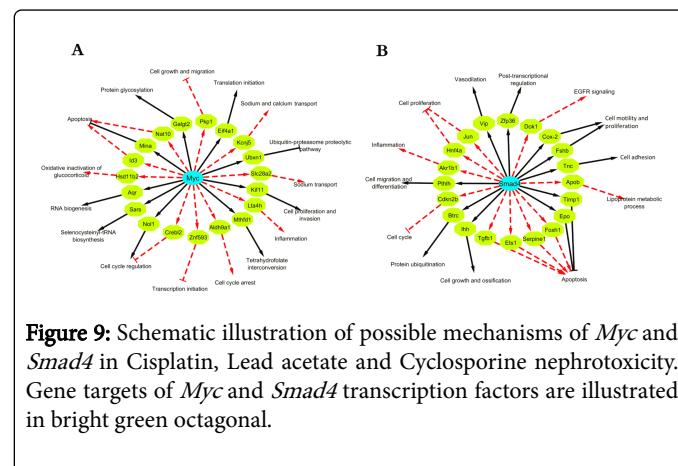 A
B
Cell growth and migration
Protein glycosylation
Translation initiation
Sodium and calcium transport
Apoptosis
Galgt2
Pkp1
Eif4a1
Nat10
Kcnj5
Mina
Uben1
Ubiqutin-proteasome proteolytic
pathway
Id3
Oxidative inactivation of
glucocorticoid
Hsd11b2
Myc
Slc28a2
Sodium transport
Aqr
Kif11
RNA biogenesis
Cell proliferation and
invasion
Sars
Lta4h
Selenocysteinyl-tRNA
biosynthesis
Nol1
Mthfd1
Inflammation
Crebl2
Znf593
Aldh9a1
Cell cycle regulation
Tetrahydrofolate
interconversion
Transcription initiation
Cell cycle arrest
Vasodilation
Post-transcriptional
regulation
EGFR signaling
Cell proliferation
Vip
Zfp36
Dok1
Jun
Cox-2
Cell motility and
proliferation
Hnf4a
Fshb
Inflammation
Akr1b1
Tnc
Cell adhesion
Cell migration and
differentiation
Pthlh
Smad4
Apob
Cdkn2b
Timp1
Lipoprotein metabolic
process
Btrc
Epo
Cell cycle
Ihh
Foxh1
Tgfb1
Ets1
Serpine1
Protein ubiquitination
Cell growth and ossification
Apoptosis
Figure 9: Schematic illustration of possible mechanisms of Myc and
Smad4 in Cisplatin, Lead acetate and Cyclosporine nephrotoxicity.
Gene targets of Myc and Smad4 transcription factors are illustrated
in bright green octagonal.